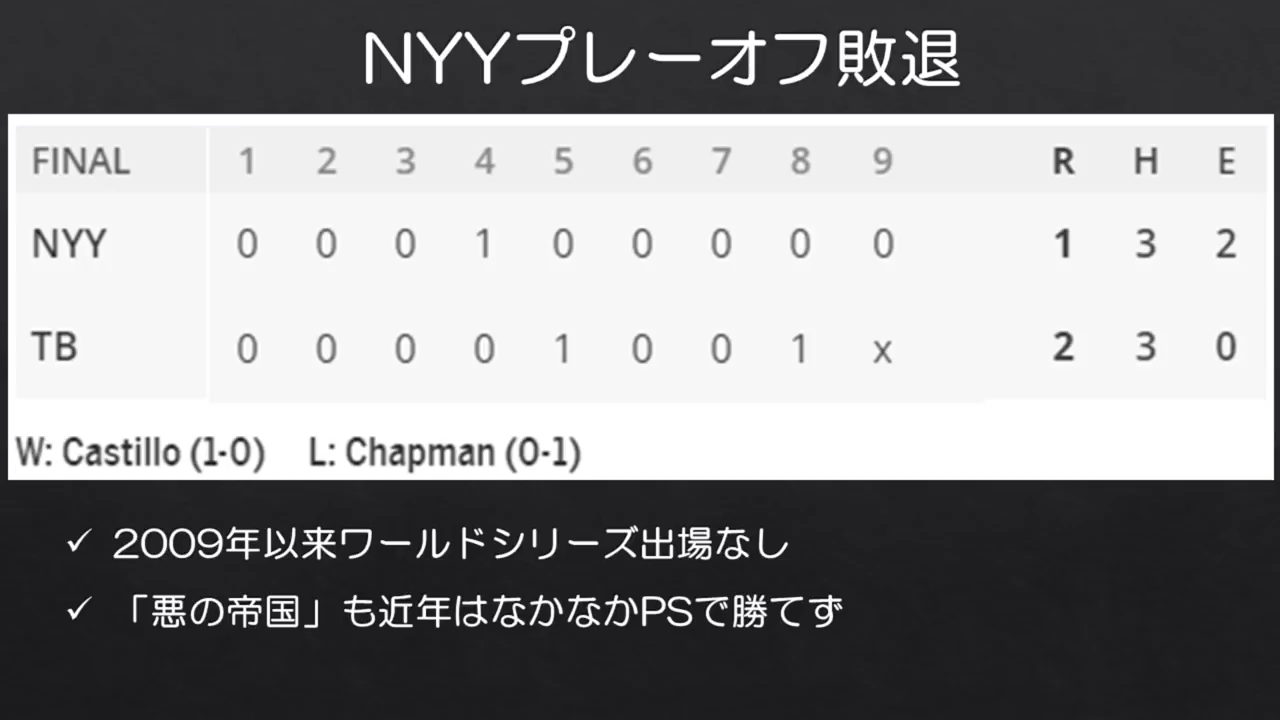 NYYプレーオフ敗退
FINAL 1 2 3 4 5 6 7 8 9 R H E
NYY 0 0 0 1 0 0 0 0 0 1 3 2
TB 0 0 0 0 1 0 0 1 x 2 3 0
W: Castillo (1-0) L: Chapman (0-1)
✓ 2009年以来ワールドシリーズ出場なし
✓ 「悪の帝国」も近年はなかなかPSで勝てず